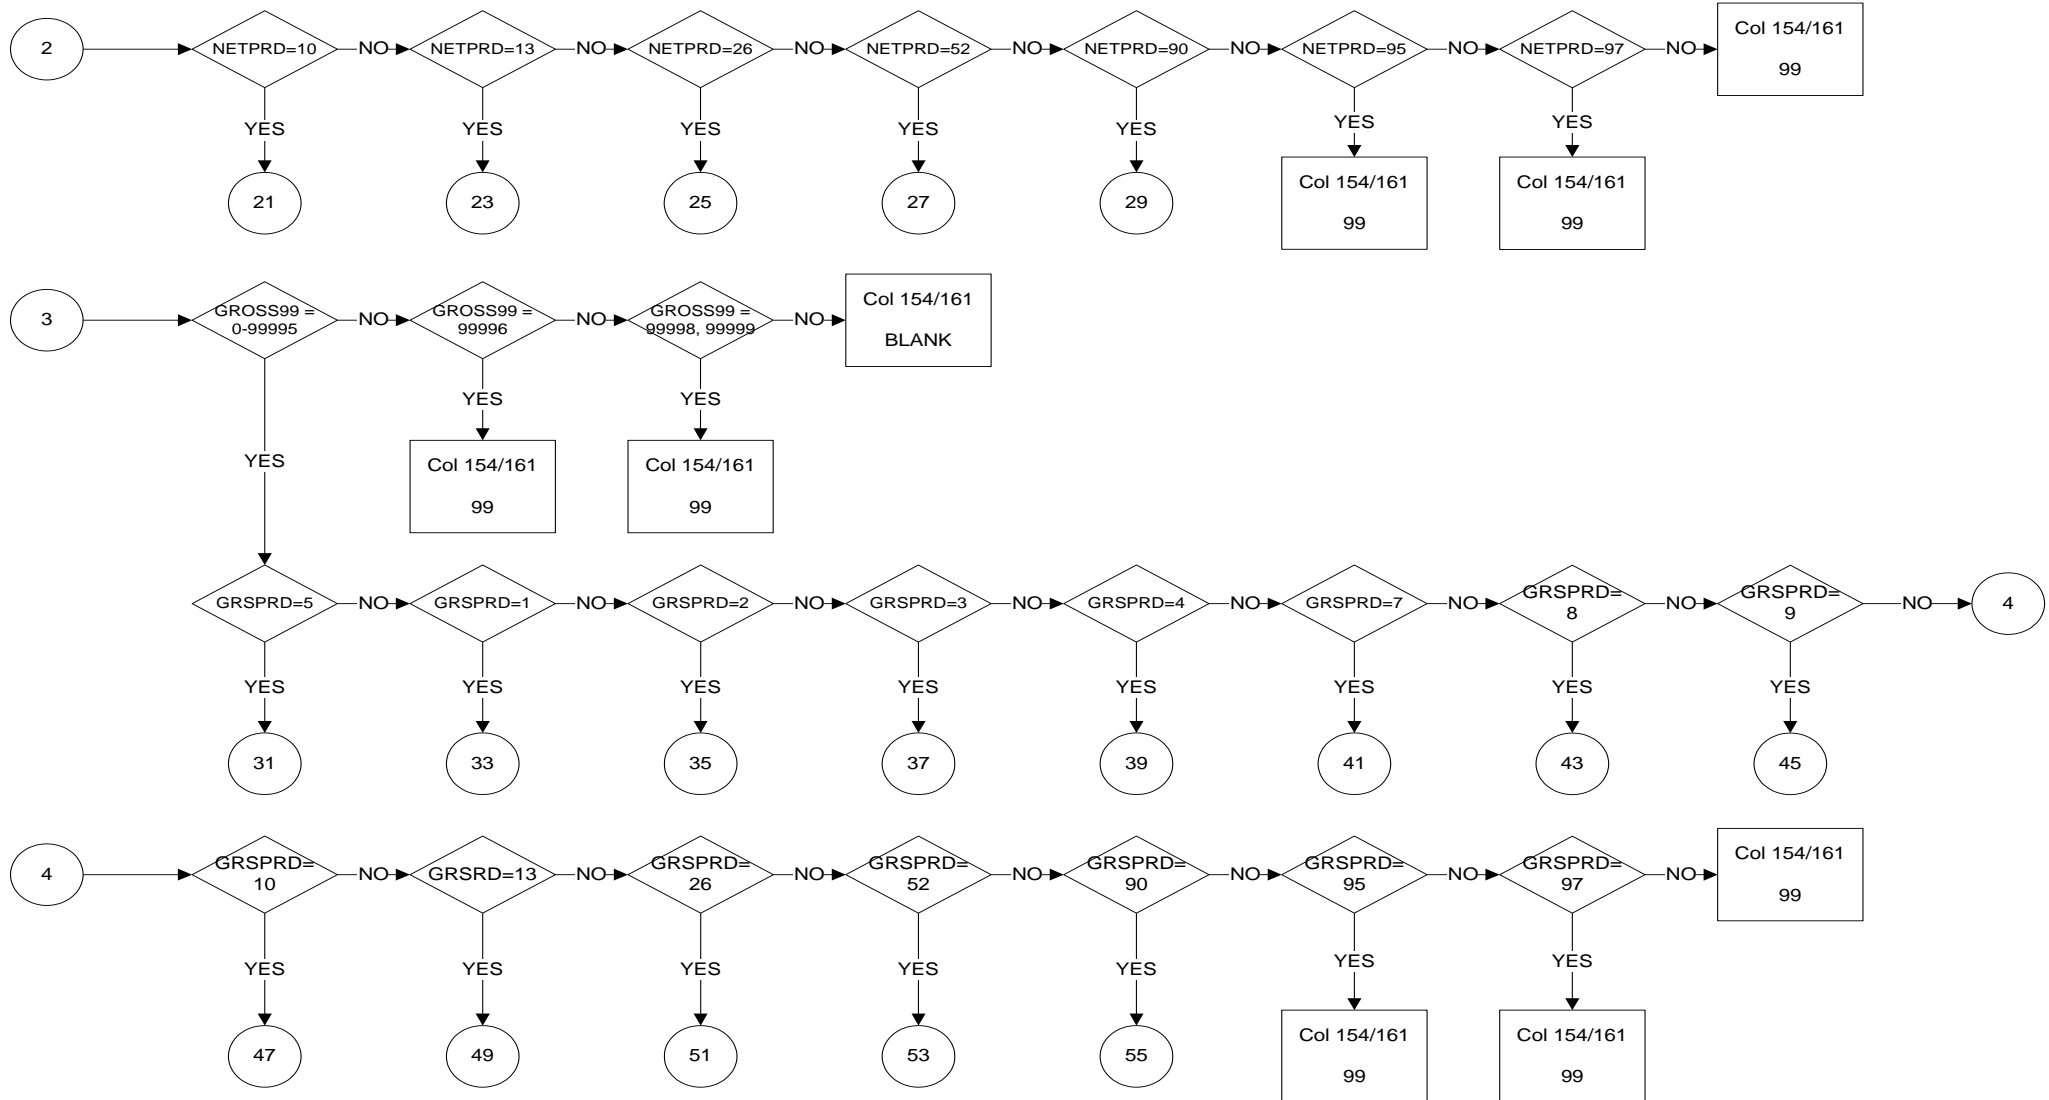 2
NETPRD=10
NO
NETPRD=13
NO
NETPRD=26
NO
NETPRD=52
NO
NETPRD=90
NO
NETPRD=95
NO
NETPRD=97
NO
Col 154/161
99
YES
YES
YES
YES
YES
YES
YES
21
23
25
27
29
Col 154/161
99
Col 154/161
99
3
GROSS99 =
0-99995
NO
GROSS99 =
99996
NO
GROSS99 =
99998, 99999
NO
Col 154/161
BLANK
YES
YES
YES
Col 154/161
99
Col 154/161
99
GRSPRD=5
NO
GRSPRD=1
NO
GRSPRD=2
NO
GRSPRD=3
NO
GRSPRD=4
NO
GRSPRD=7
NO
GRSPRD=
8
NO
GRSPRD=
9
NO
4
YES
YES
YES
YES
YES
YES
YES
YES
31
33
35
37
39
41
43
45
4
GRSPRD=
10
NO
GRSRD=13
NO
GRSPRD=
26
NO
GRSPRD=
52
NO
GRSPRD=
90
NO
GRSPRD=
95
NO
GRSPRD=
97
NO
Col 154/161
99
YES
YES
YES
YES
YES
YES
YES
47
49
51
53
55
Col 154/161
99
Col 154/161
99